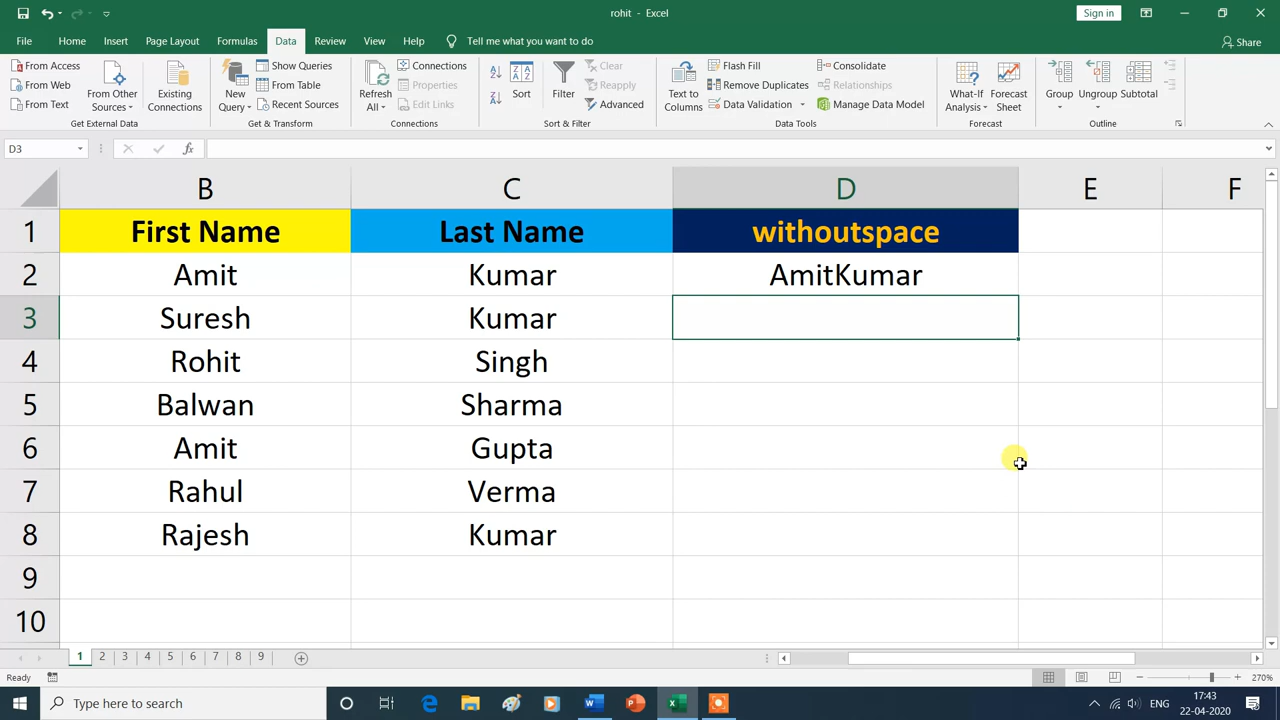 rohit - Excel
Sign in
File Home Insert Page Layout Formulas Data Review View Help Tell me what you want to do Share
From Access
From Web
From Text
From Other Sources
Existing Connections
Get External Data
New Query
Show Queries
From Table
Recent Sources
Get & Transform
Refresh All
Connections
Properties
Edit Links
Connections
Sort
Filter
Clear
Reapply
Advanced
Sort & Filter
Text to Columns
Flash Fill
Remove Duplicates
Data Validation
Consolidate
Relationships
Manage Data Model
Data Tools
What-If Analysis
Forecast Sheet
Forecast
Group
Ungroup
Subtotal
Outline
D3 fx
B C D E F
1 First Name Last Name withoutspace
2 Amit Kumar AmitKumar
3 Suresh Kumar
4 Rohit Singh
5 Balwan Sharma
6 Amit Gupta
7 Rahul Verma
8 Rajesh Kumar
9
10
1 2 3 4 5 6 7 8 9
Ready 270%
Type here to search ENG 17:43
22-04-2020